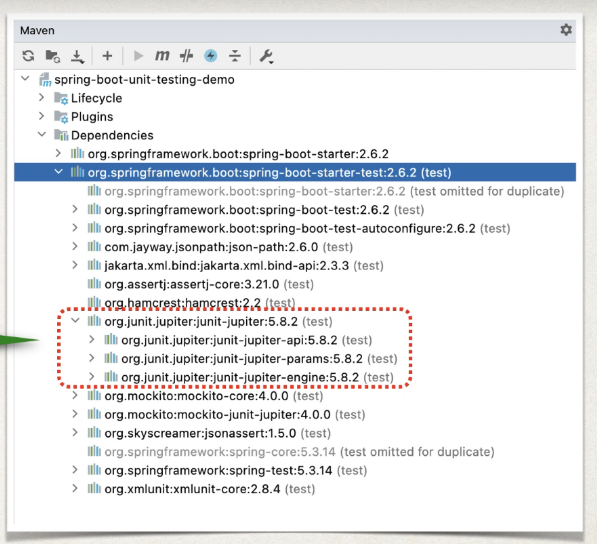 Maven
spring-boot-unit-testing-demo
Lifecycle
Plugins
Dependencies
org.springframework.boot:spring-boot-starter:2.6.2
org.springframework.boot:spring-boot-starter-test:2.6.2 (test)
org.springframework.boot:spring-boot-starter:2.6.2 (test omitted for duplicate)
org.springframework.boot:spring-boot-test:2.6.2 (test)
org.springframework.boot:spring-boot-test-autoconfigure:2.6.2 (test)
com.jayway.jsonpath:json-path:2.6.0 (test)
jakarta.xml.bind:jakarta.xml.bind-api:2.3.3 (test)
org.assertj:assertj-core:3.21.0 (test)
org.hamcrest:hamcrest:2.2 (test)
org.junit.jupiter:junit-jupiter:5.8.2 (test)
org.junit.jupiter:junit-jupiter-api:5.8.2 (test)
org.junit.jupiter:junit-jupiter-params:5.8.2 (test)
org.junit.jupiter:junit-jupiter-engine:5.8.2 (test)
org.mockito:mockito-core:4.0.0 (test)
org.mockito:mockito-junit-jupiter:4.0.0 (test)
org.skyscreamer:jsonassert:1.5.0 (test)
org.springframework:spring-core:5.3.14 (test omitted for duplicate)
org.springframework:spring-test:5.3.14 (test)
org.xmlunit:xmlunit-core:2.8.4 (test)